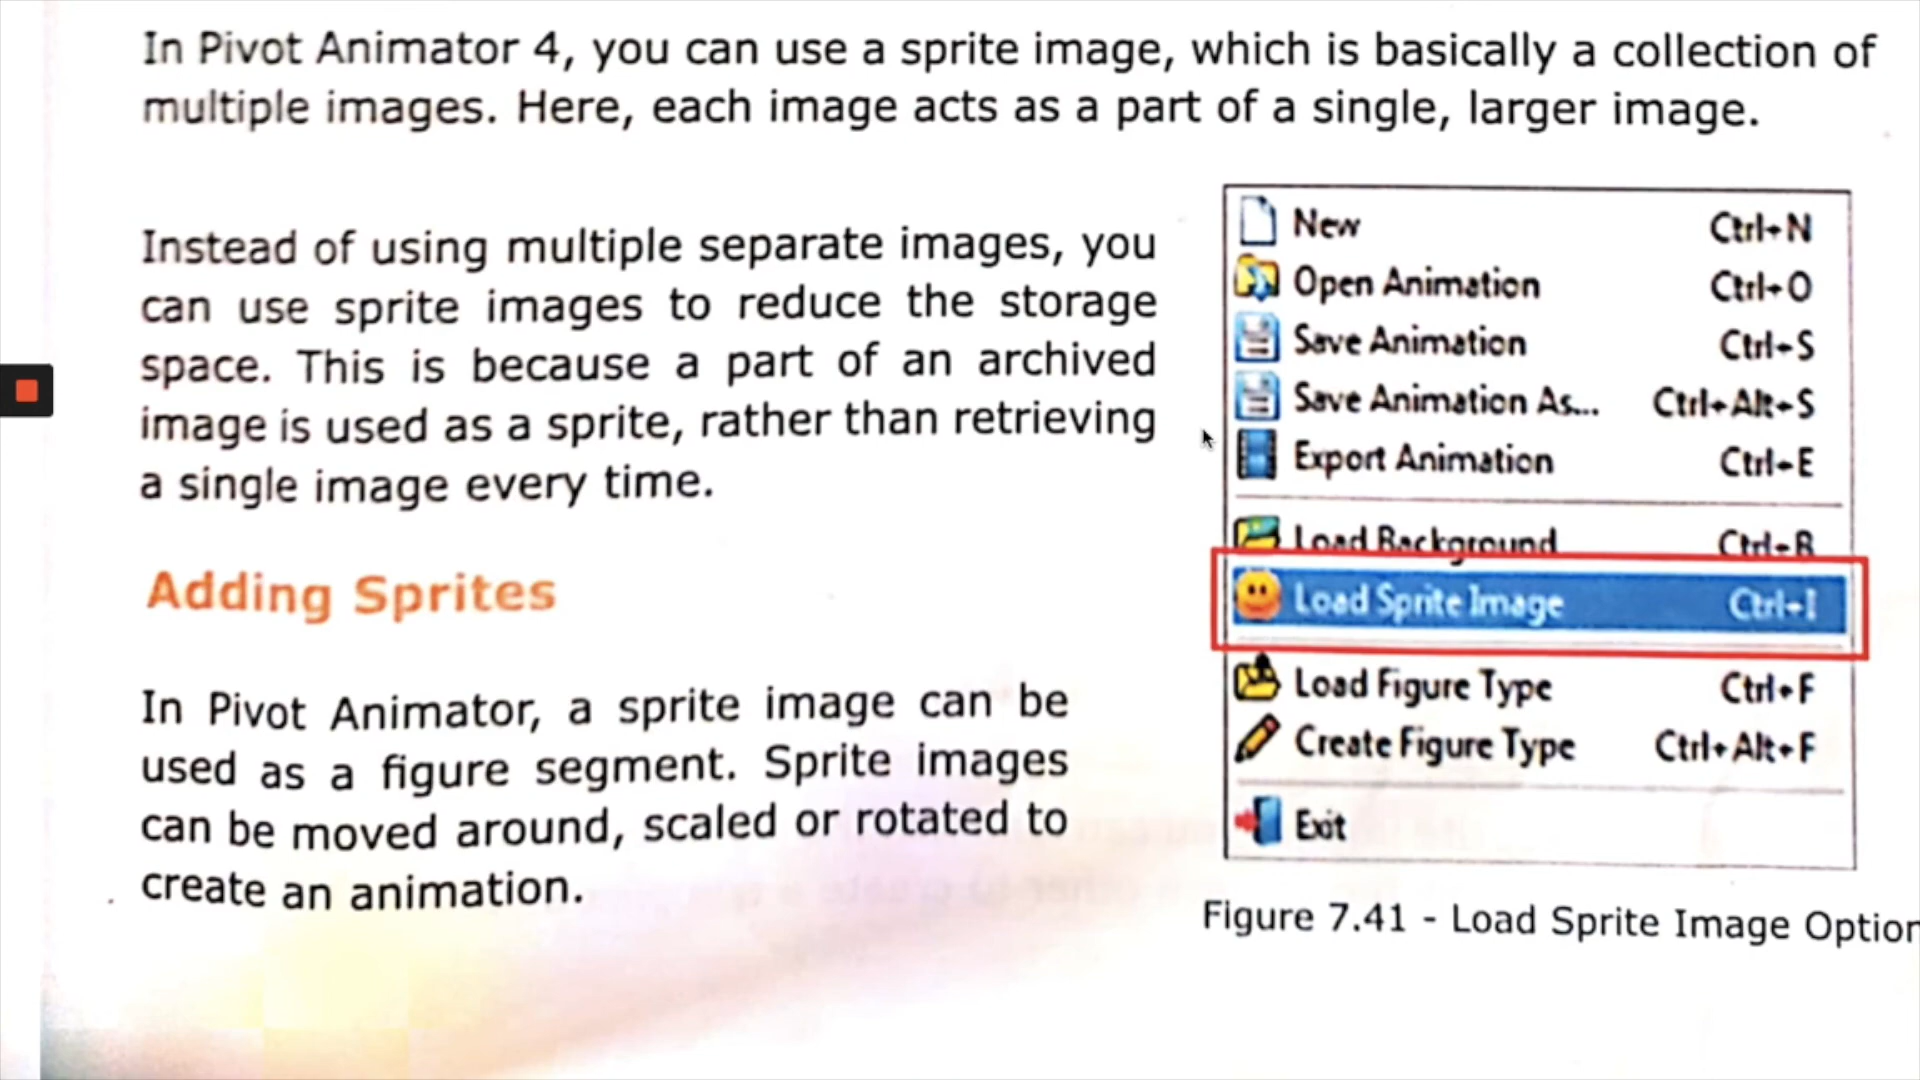 In Pivot Animator 4, you can use a sprite image, which is basically a collection of
multiple images. Here, each image acts as a part of a single, larger image.
Instead of using multiple separate images, you
can use sprite images to reduce the storage
space. This is because a part of an archived
image is used as a sprite, rather than retrieving
a single image every time.
Adding Sprites
In Pivot Animator, a sprite image can be
used as a figure segment. Sprite images
can be moved around, scaled or rotated to
create an animation.
New Ctrl+N
Open Animation Ctrl+O
Save Animation Ctrl+S
Save Animation As... Ctrl+Alt+S
Export Animation Ctrl+E
Load Background Ctrl+B
Load Sprite Image Ctrl+I
Load Figure Type Ctrl+F
Create Figure Type Ctrl+Alt+F
Exit
Figure 7.41 - Load Sprite Image Option